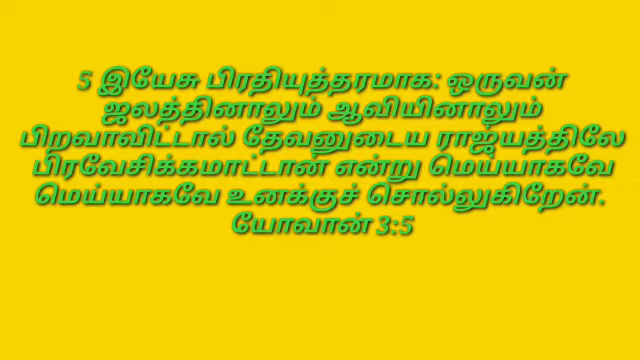 5 இயேசு பிரதியுத்தரமாக: ஒருவன்
ஜலத்தினாலும் ஆவியினாலும்
பிறவாவிட்டால் தேவனுடைய ராஜ்யத்திலே
பிரவேசிக்கமாட்டான் என்று மெய்யாகவே
மெய்யாகவே உனக்குச் சொல்லுகிறேன்.
யோவான் 3:5